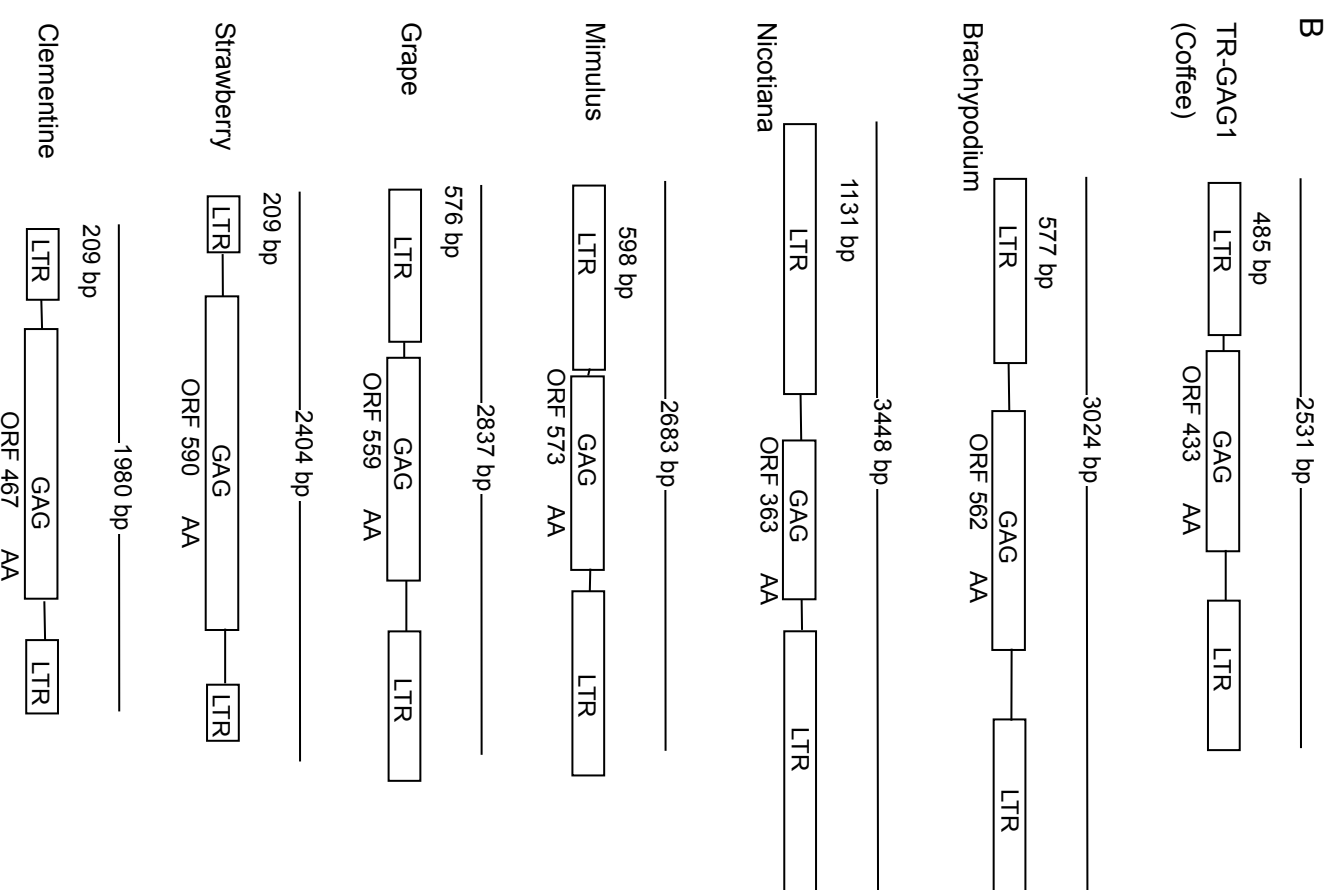 B
TR-GAG1
(Coffee)
2531 bp
485 bp
LTR
GAG
LTR
ORF 433 AA
Brachypodium
3024 bp
577 bp
LTR
GAG
LTR
ORF 562 AA
Nicotiana
3448 bp
1131 bp
LTR
GAG
LTR
ORF 363 AA
Mimulus
2683 bp
598 bp
LTR
GAG
LTR
ORF 573 AA
Grape
2837 bp
576 bp
LTR
GAG
LTR
ORF 559 AA
Strawberry
2404 bp
209 bp
LTR
GAG
LTR
ORF 590 AA
Clementine
1980 bp
209 bp
LTR
GAG
LTR
ORF 467 AA